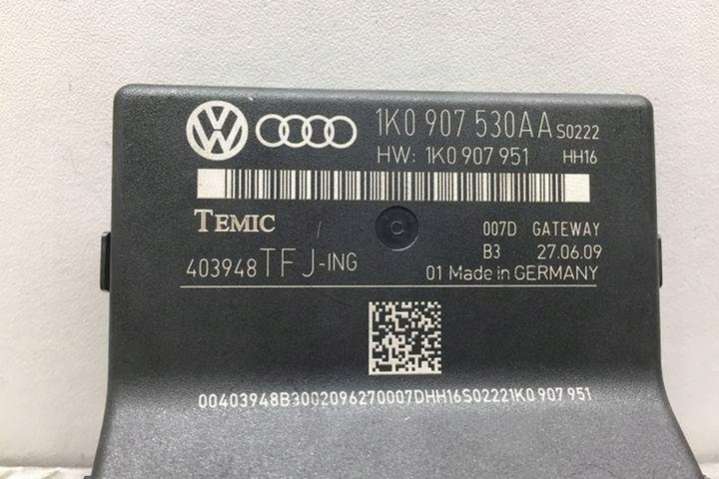 1K0 907 530AA S0222
HW: 1K0 907 951 HH16
TEMIC
007D GATEWAY
403948TFJ-ING
B3 27.06.09
01 Made in GERMANY
00403948B3002096270007DHH16S02221K0 907 951